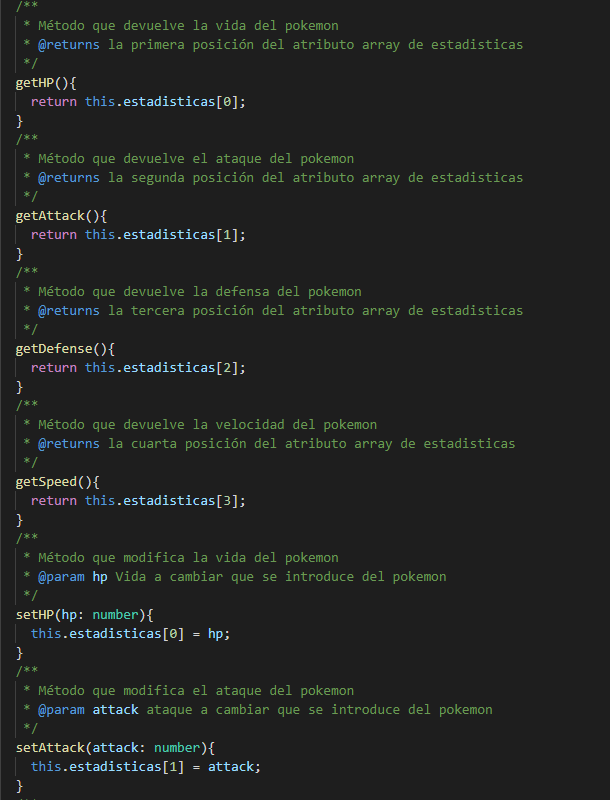 /**
 * Método que devuelve la vida del pokemon
 * @returns la primera posición del atributo array de estadisticas
 */
getHP(){
  return this.estadisticas[0];
}
/**
 * Método que devuelve el ataque del pokemon
 * @returns la segunda posición del atributo array de estadisticas
 */
getAttack(){
  return this.estadisticas[1];
}
/**
 * Método que devuelve la defensa del pokemon
 * @returns la tercera posición del atributo array de estadisticas
 */
getDefense(){
  return this.estadisticas[2];
}
/**
 * Método que devuelve la velocidad del pokemon
 * @returns la cuarta posición del atributo array de estadisticas
 */
getSpeed(){
  return this.estadisticas[3];
}
/**
 * Método que modifica la vida del pokemon
 * @param hp Vida a cambiar que se introduce del pokemon
 */
setHP(hp: number){
  this.estadisticas[0] = hp;
}
/**
 * Método que modifica el ataque del pokemon
 * @param attack ataque a cambiar que se introduce del pokemon
 */
setAttack(attack: number){
  this.estadisticas[1] = attack;
}